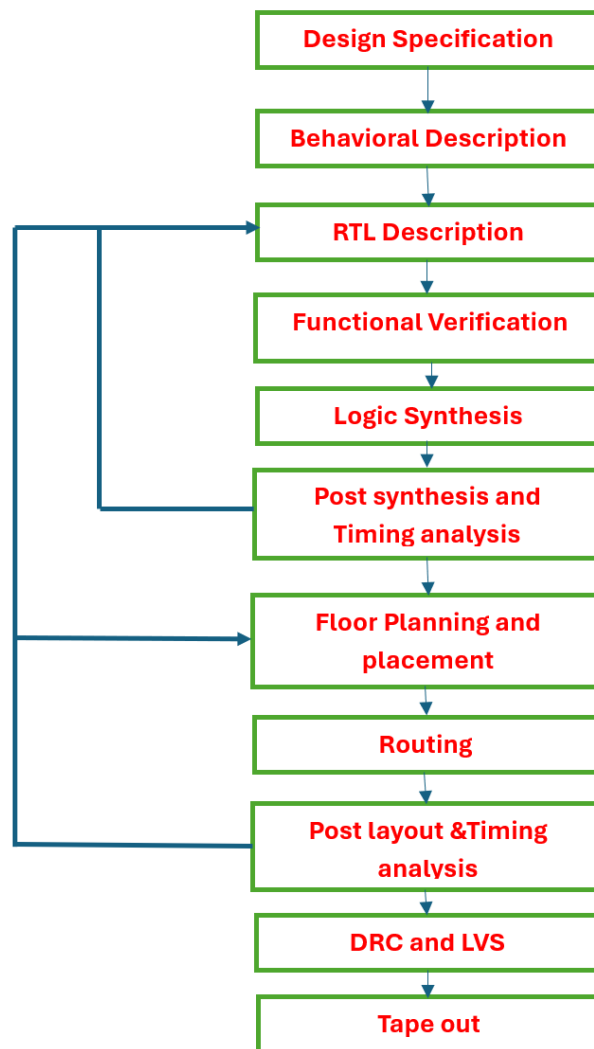 Design Specification
Behavioral Description
RTL Description
Functional Verification
Logic Synthesis
Post synthesis and
Timing analysis
Floor Planning and
placement
Routing
Post layout &Timing
analysis
DRC and LVS
Tape out